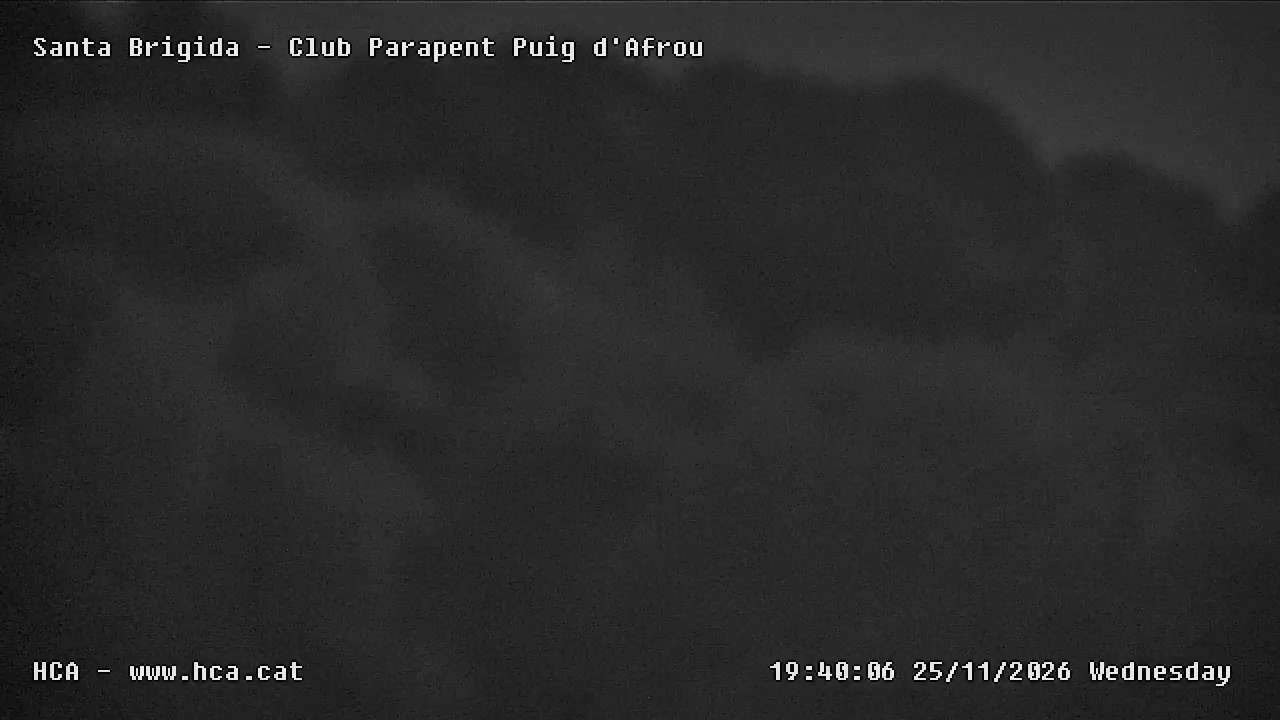 Santa Brigida - Club Parapent Puig d'Afrou
HCA - www.hca.cat
19:40:06 25/11/2026 Wednesday